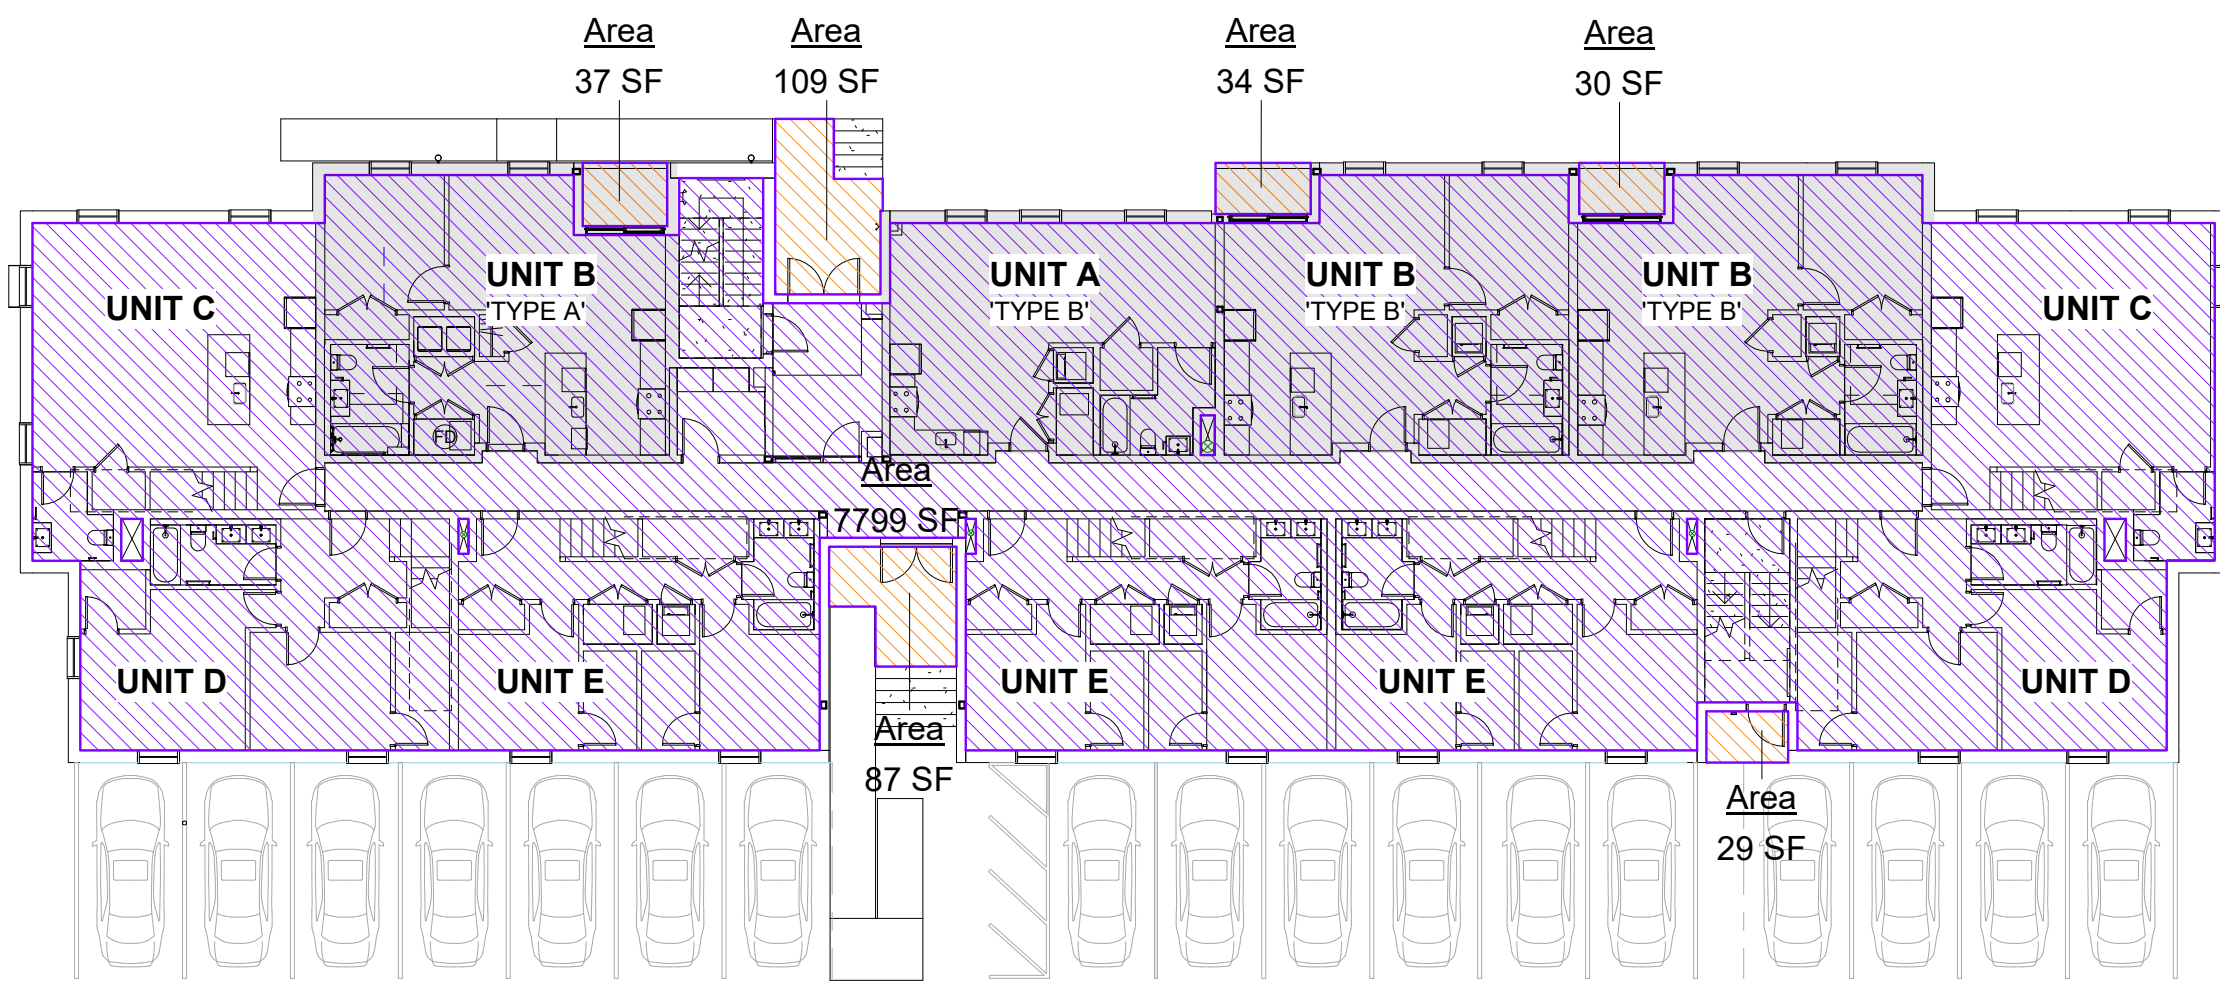 Area
37 SF
Area
109 SF
Area
34 SF
Area
30 SF
UNIT C
UNIT B
'TYPE A'
UNIT A
'TYPE B'
UNIT B
'TYPE B'
UNIT B
'TYPE B'
UNIT C
FD
Area
7799 SF
UNIT D
UNIT E
UNIT E
UNIT E
UNIT D
Area
87 SF
Area
29 SF